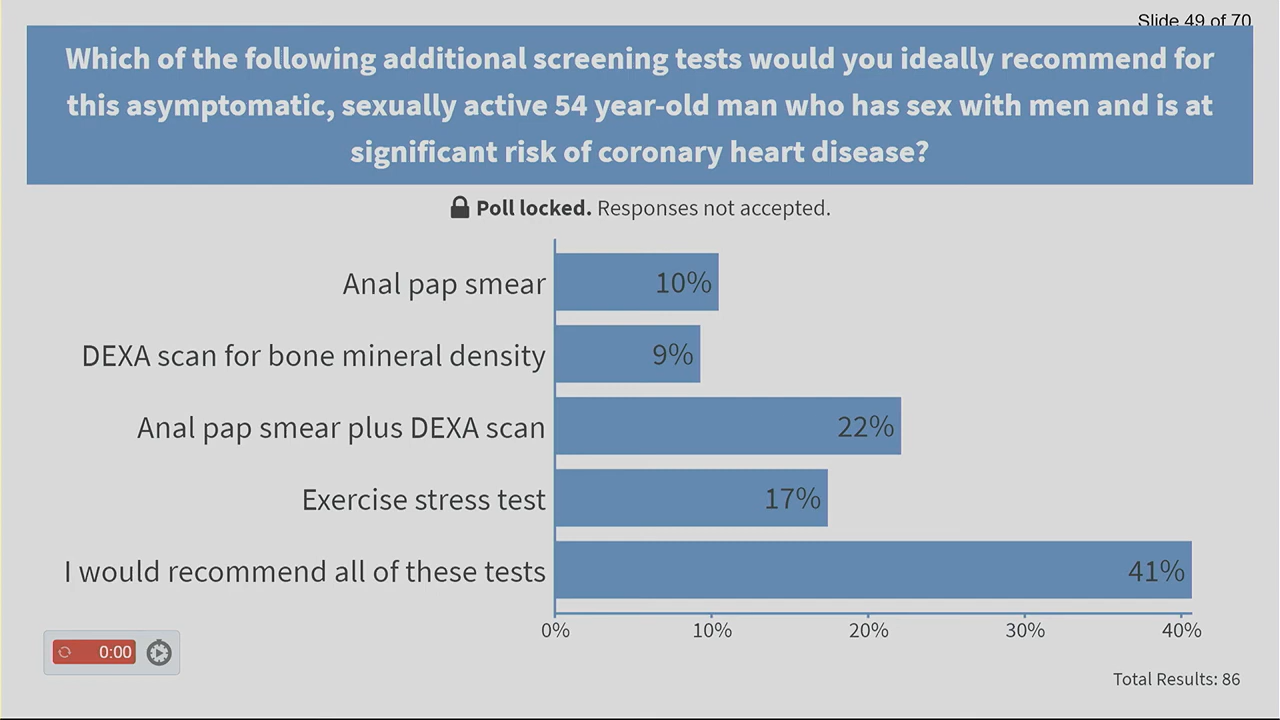 Slide 49 of 70
Which of the following additional screening tests would you ideally recommend for
this asymptomatic, sexually active 54 year-old man who has sex with men and is at
significant risk of coronary heart disease?
Poll locked. Responses not accepted.
Anal pap smear 10%
DEXA scan for bone mineral density 9%
Anal pap smear plus DEXA scan 22%
Exercise stress test 17%
I would recommend all of these tests 41%
0% 10% 20% 30% 40%
0:00
Total Results: 86